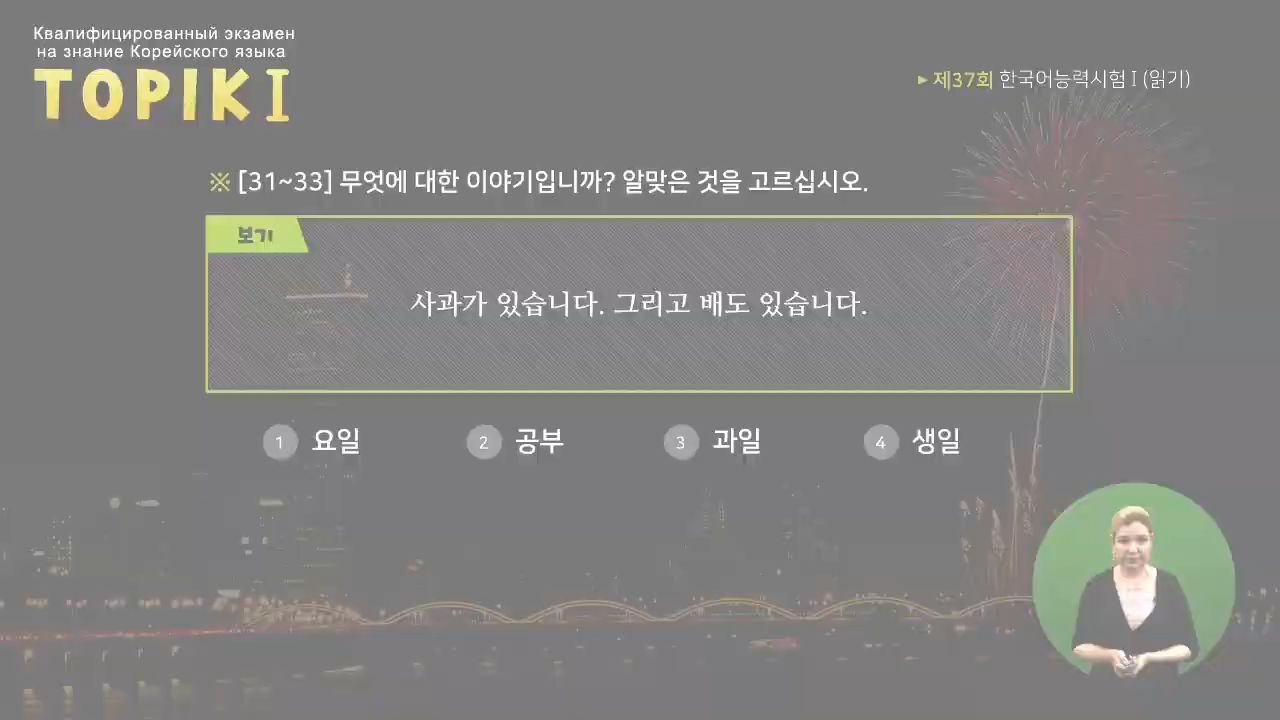 Квалифицированный экзамен
на знание Корейского языка
TOPIK I
▶ 제37회 한국어능력시험 I (읽기)
※ [31~33] 무엇에 대한 이야기입니까? 알맞은 것을 고르십시오.
보기
사과가 있습니다. 그리고 배도 있습니다.
1 요일 2 공부 3 과일 4 생일